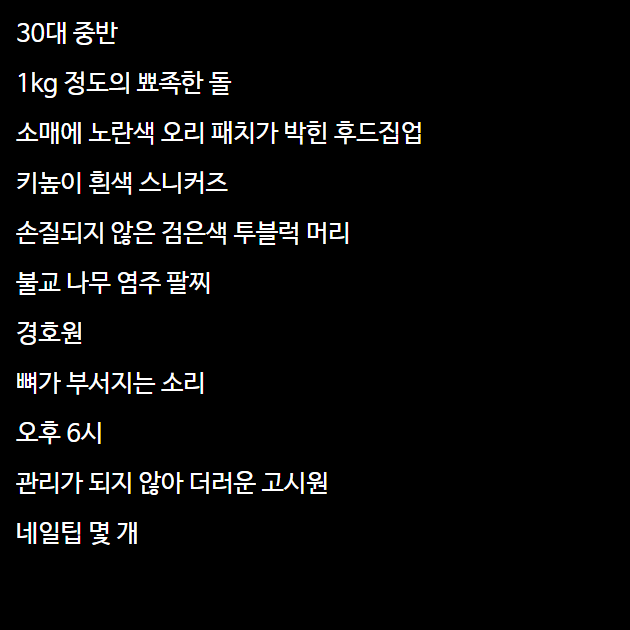 30대 중반
1kg 정도의 뾰족한 돌
소매에 노란색 오리 패치가 박힌 후드집업
키높이 흰색 스니커즈
손질되지 않은 검은색 투블럭 머리
불교 나무 염주 팔찌
경호원
뼈가 부서지는 소리
오후 6시
관리가 되지 않아 더러운 고시원
네일팁 몇 개